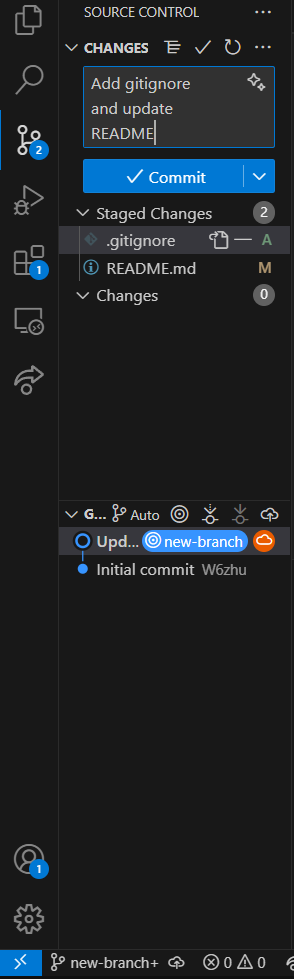 SOURCE CONTROL
CHANGES
Add gitignore
and update
README
Commit
2
Staged Changes 2
.gitignore A
README.md M
Changes 0
1
G... Auto
Upd... new-branch
Initial commit W6zhu
1
new-branch+ 0 0